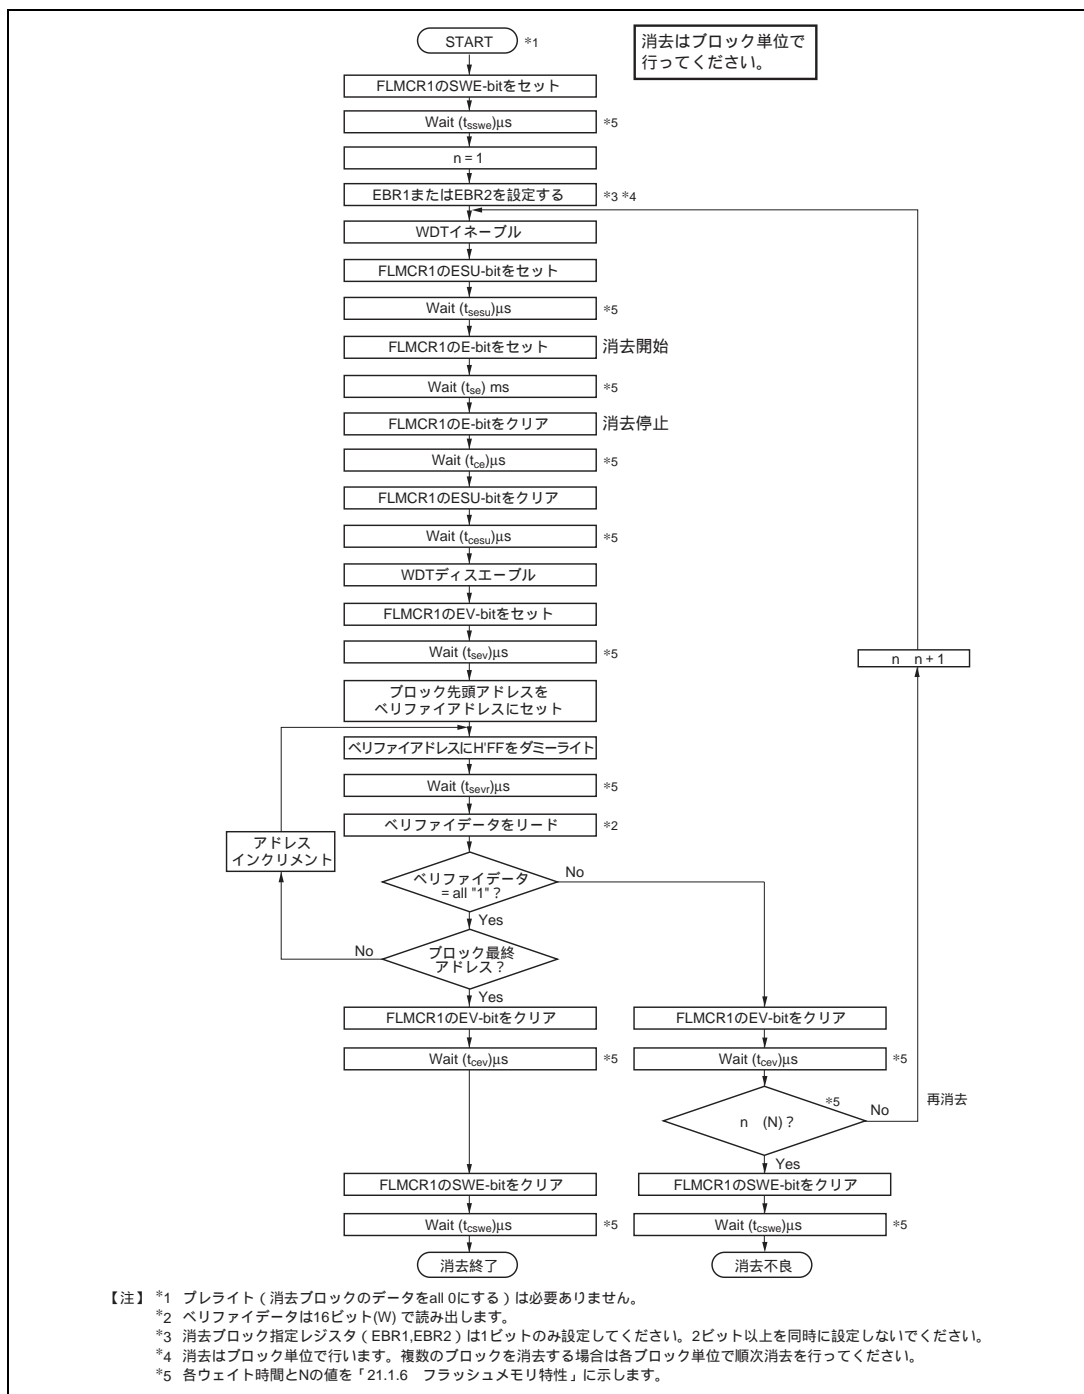 START *1
消去はブロック単位で
行ってください。
FLMCR1のSWE-bitをセット
Wait (tsswe)μs *5
n = 1
EBR1またはEBR2を設定する *3 *4
WDTイネーブル
FLMCR1のESU-bitをセット
Wait (tsesu)μs *5
FLMCR1のE-bitをセット 消去開始
Wait (tse) ms *5
FLMCR1のE-bitをクリア 消去停止
Wait (tce)μs *5
FLMCR1のESU-bitをクリア
Wait (tcesu)μs *5
WDTディスエーブル
FLMCR1のEV-bitをセット
Wait (tsev)μs *5
n n + 1
ブロック先頭アドレスを
ベリファイアドレスにセット
ベリファイアドレスにH'FFをダミーライト
Wait (tsevr)μs *5
ベリファイデータをリード *2
アドレス
インクリメント
ベリファイデータ
= all "1" ?
No
Yes
No
ブロック最終
アドレス？
Yes
FLMCR1のEV-bitをクリア
Wait (tcev)μs *5
FLMCR1のEV-bitをクリア
Wait (tcev)μs *5
*5
n (N)？
No
再消去
Yes
FLMCR1のSWE-bitをクリア
Wait (tcswe)μs *5
消去終了
FLMCR1のSWE-bitをクリア
Wait (tcswe)μs *5
消去不良
【注】 *1 プレライト（消去ブロックのデータをall 0にする）は必要ありません。
*2 ベリファイデータは16ビット(W) で読み出します。
*3 消去ブロック指定レジスタ（EBR1,EBR2）は1ビットのみ設定してください。2ビット以上を同時に設定しないでください。
*4 消去はブロック単位で行います。複数のブロックを消去する場合は各ブロック単位で順次消去を行ってください。
*5 各ウェイト時間とNの値を「21.1.6 フラッシュメモリ特性」に示します。